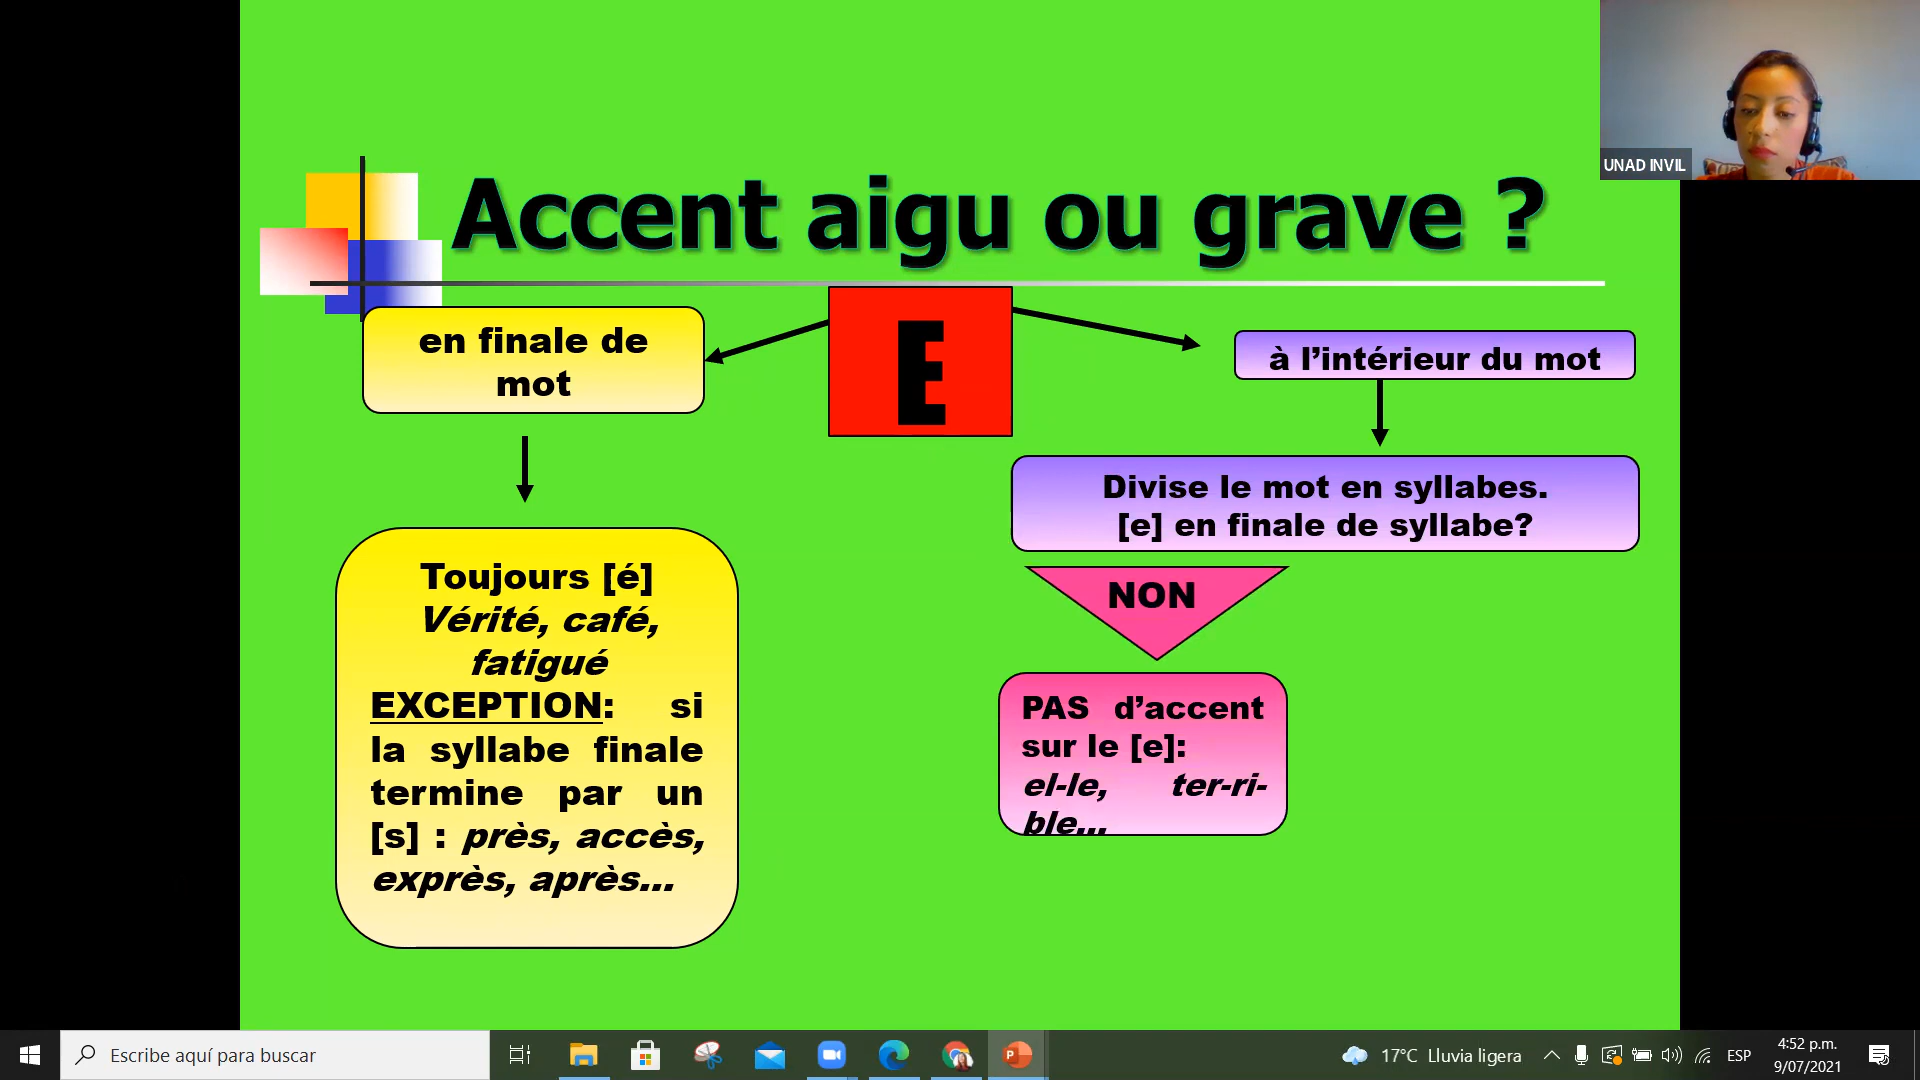 UNAD INVIL
Accent aigu ou grave ?
E
en finale de
mot
Toujours [é]
Vérité, café,
fatigué
EXCEPTION: si
la syllabe finale
termine par un
[s] : près, accès,
exprès, après...
à l’intérieur du mot
Divise le mot en syllabes.
[e] en finale de syllabe?
NON
PAS d’accent
sur le [e]:
el-le, ter-ri-
ble...
Escribe aquí para buscar
17°C Lluvia ligera
ESP
4:52 p.m.
9/07/2021